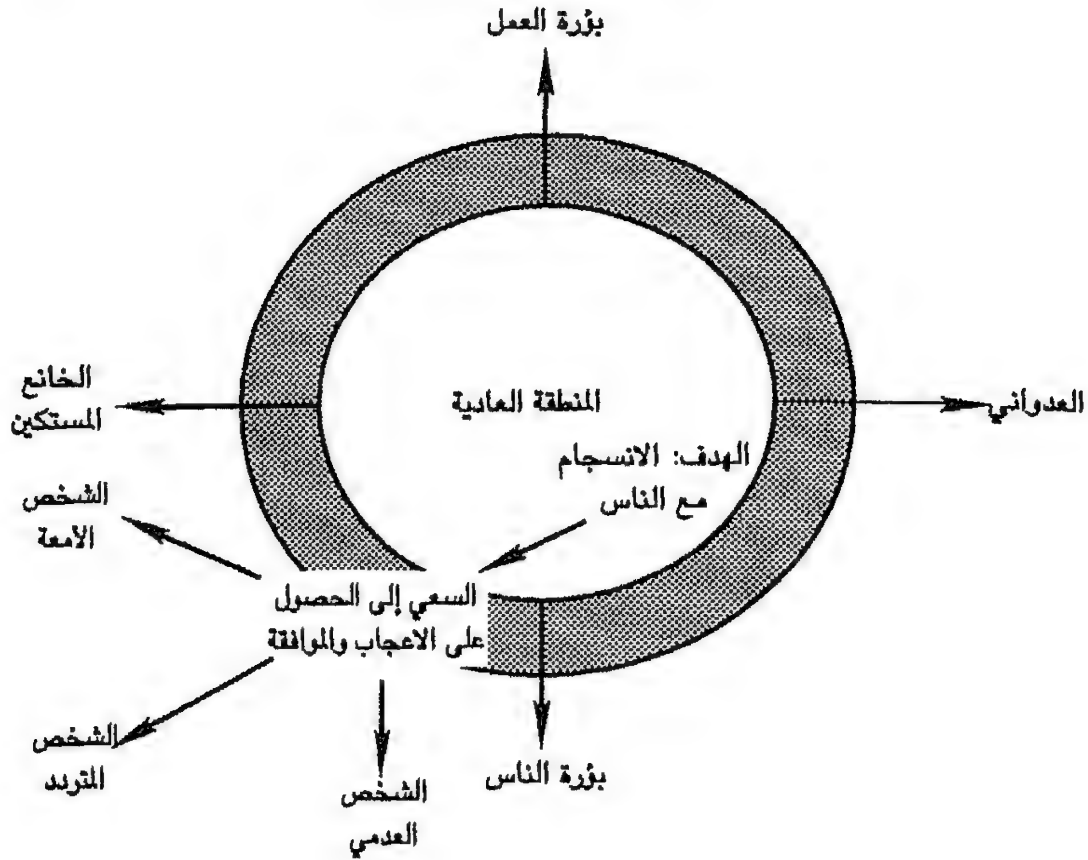 بؤرة العمل
الخانع
المستكين
المنطقة العادية
العدواني
الهدف: الانسجام
مع الناس
الشخص
الأمعة
السعي إلى الحصول
على الاعجاب والموافقة
الشخص
المتردد
الشخص
العدمي
بؤرة الناس